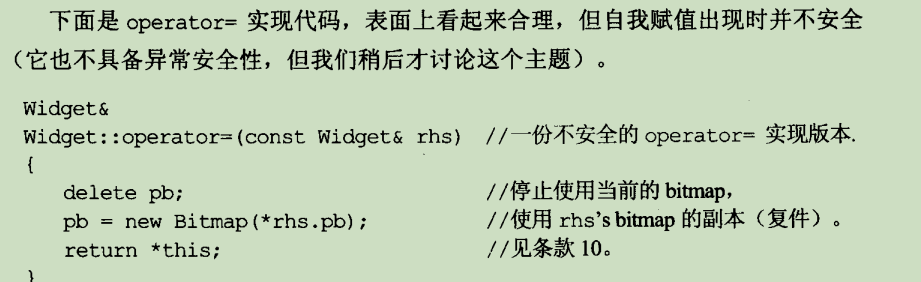 下面是 operator= 实现代码，表面上看起来合理，但自我赋值出现时并不安全
（它也不具备异常安全性，但我们稍后才讨论这个主题）。
Widget&
Widget::operator=(const Widget& rhs) //一份不安全的 operator= 实现版本.
{
delete pb; //停止使用当前的 bitmap,
pb = new Bitmap(*rhs.pb); //使用 rhs's bitmap 的副本（复件）。
return *this; //见条款 10。
}